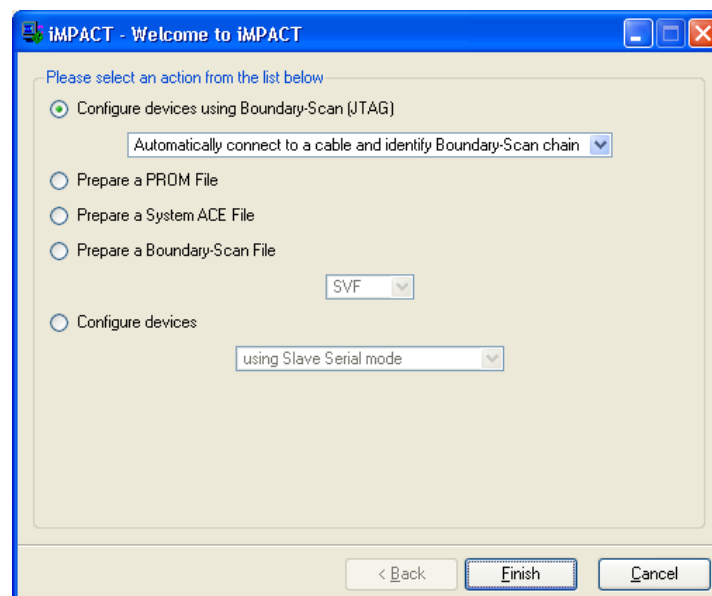 iMPACT - Welcome to iMPACT
Please select an action from the list below
Configure devices using Boundary-Scan (JTAG)
Automatically connect to a cable and identify Boundary-Scan chain
Prepare a PROM File
Prepare a System ACE File
Prepare a Boundary-Scan File
SVF
Configure devices
using Slave Serial mode
< Back Finish Cancel